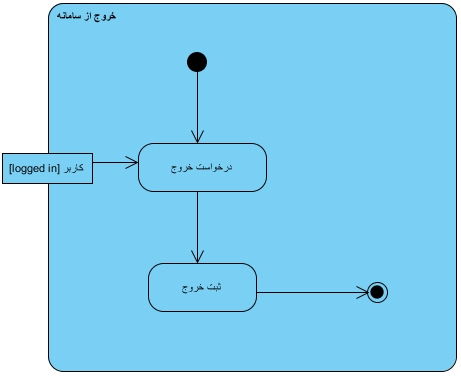 خروج از سامانه
کاربر [logged in]
درخواست خروج
ثبت خروج